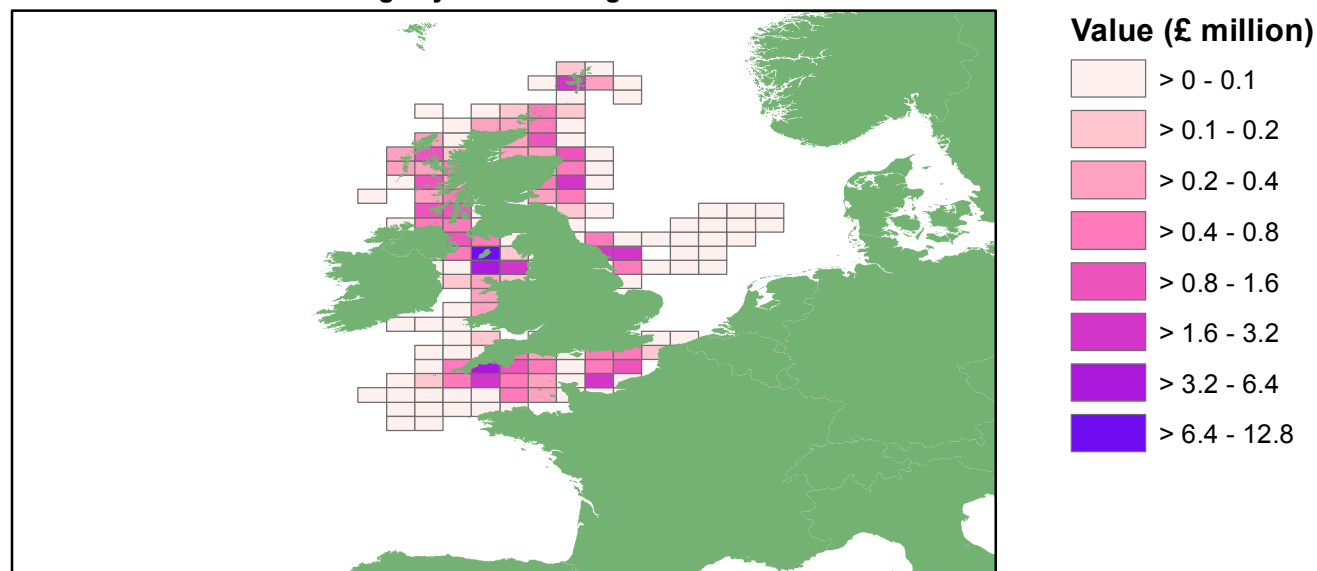 Value (£ million)
> 0 - 0.1
> 0.1 - 0.2
> 0.2 - 0.4
> 0.4 - 0.8
> 0.8 - 1.6
> 1.6 - 3.2
> 3.2 - 6.4
> 6.4 - 12.8